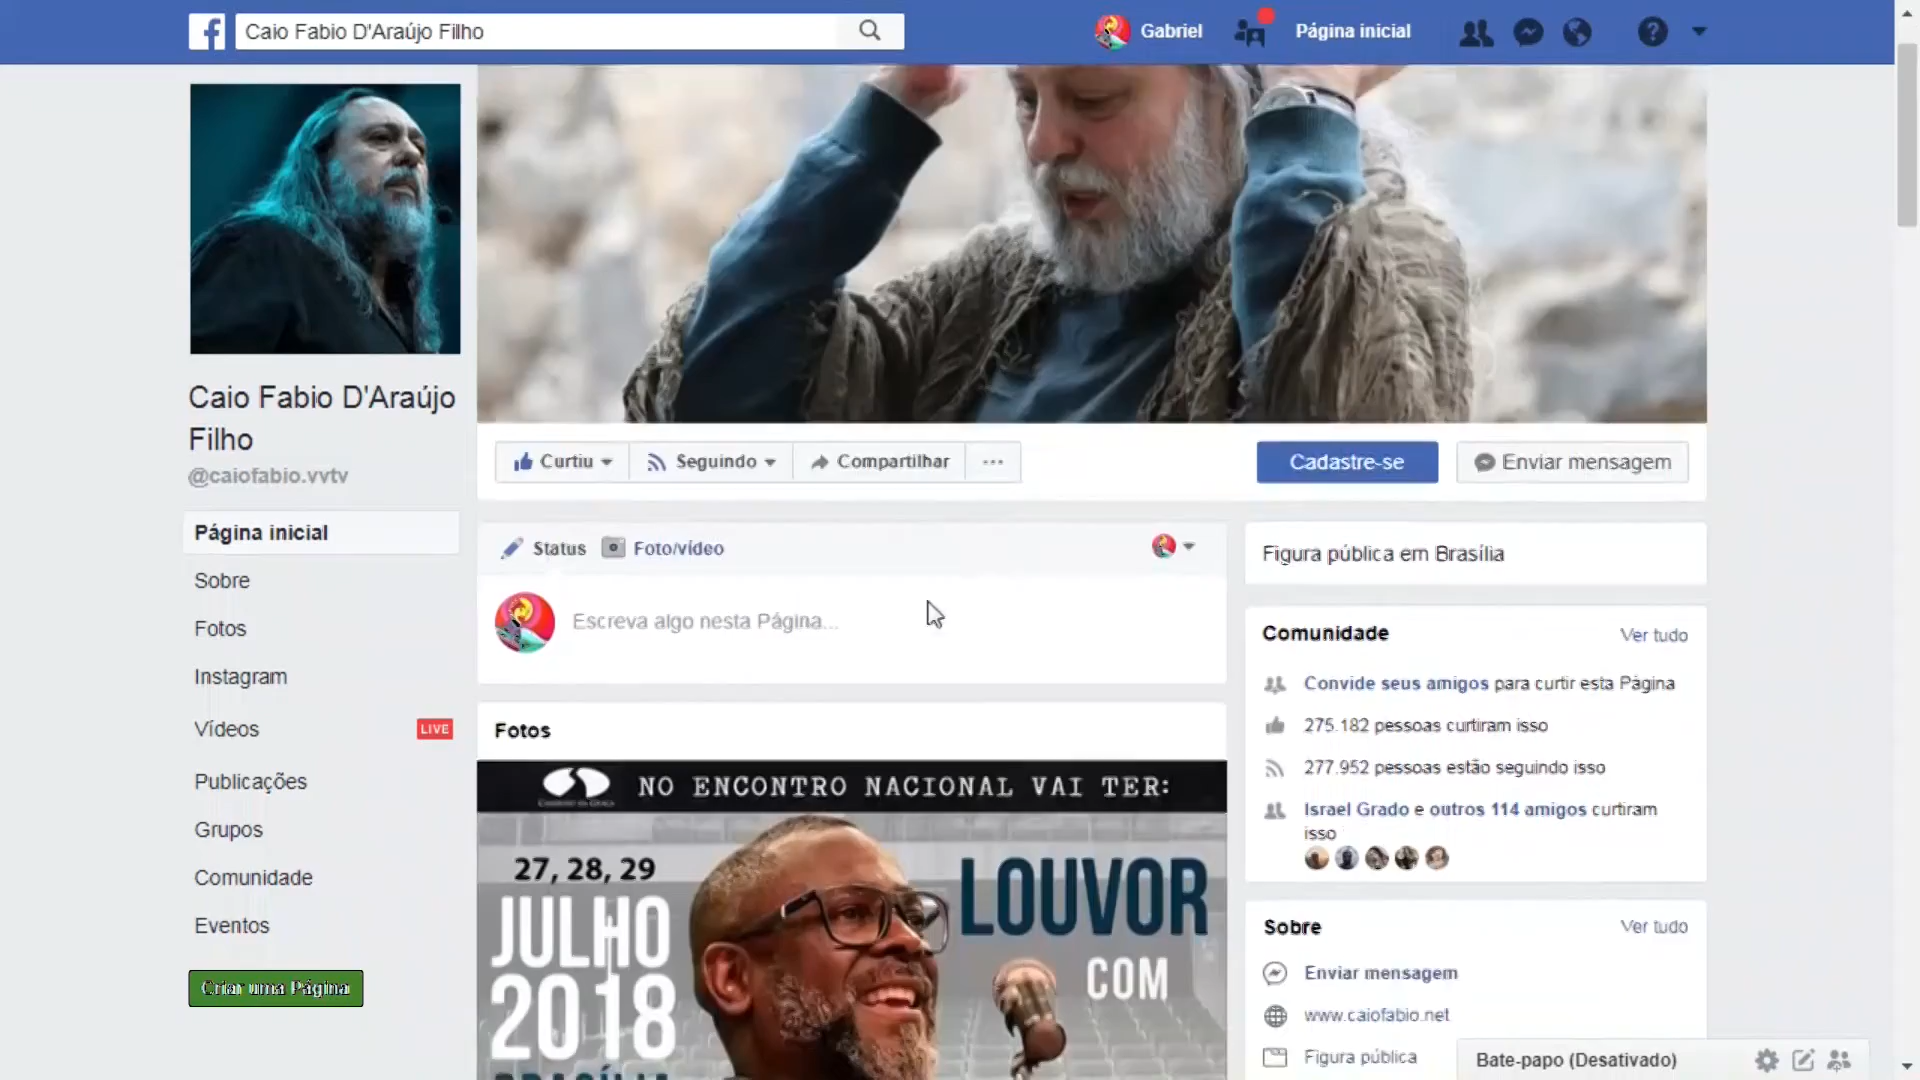 Caio Fabio D'Araújo Filho
Gabriel
Página inicial
Caio Fabio D'Araújo
Filho
@caiofabio.vvtv
Página inicial
Sobre
Fotos
Instagram
Vídeos
LIVE
Publicações
Grupos
Comunidade
Eventos
Criar uma Página
Curtiu
Seguindo
Compartilhar
...
Cadastre-se
Enviar mensagem
Status
Foto/vídeo
Escreva algo nesta Página...
Fotos
NO ENCONTRO NACIONAL VAI TER:
27, 28, 29
JULHO
2018
LOUVOR
COM
Figura pública em Brasília
Comunidade
Ver tudo
Convide seus amigos para curtir esta Página
275.182 pessoas curtiram isso
277.952 pessoas estão seguindo isso
Israel Grado e outros 114 amigos curtiram
isso
Sobre
Ver tudo
Enviar mensagem
www.caiofabio.net
Figura pública
Bate-papo (Desativado)